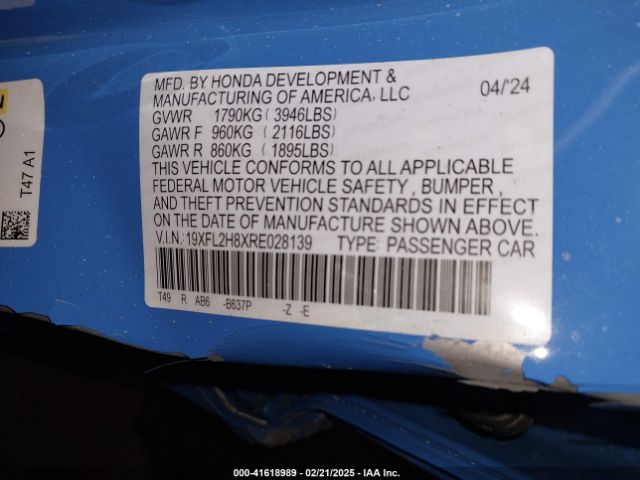 MFD. BY HONDA DEVELOPMENT &
MANUFACTURING OF AMERICA, LLC 04/'24
GVWR 1790KG (3946LBS)
GAWR F 960KG (2116LBS)
GAWR R 860KG (1895LBS)
THIS VEHICLE CONFORMS TO ALL APPLICABLE
FEDERAL MOTOR VEHICLE SAFETY, BUMPER,
AND THEFT PREVENTION STANDARDS IN EFFECT
ON THE DATE OF MANUFACTURE SHOWN ABOVE.
V.I.N: 19XFL2H8XRE028139 TYPE: PASSENGER CAR
T49 R AB6 -B637P -Z -E
T47 A1
000-41618989 - 02/21/2025 - IAA Inc.